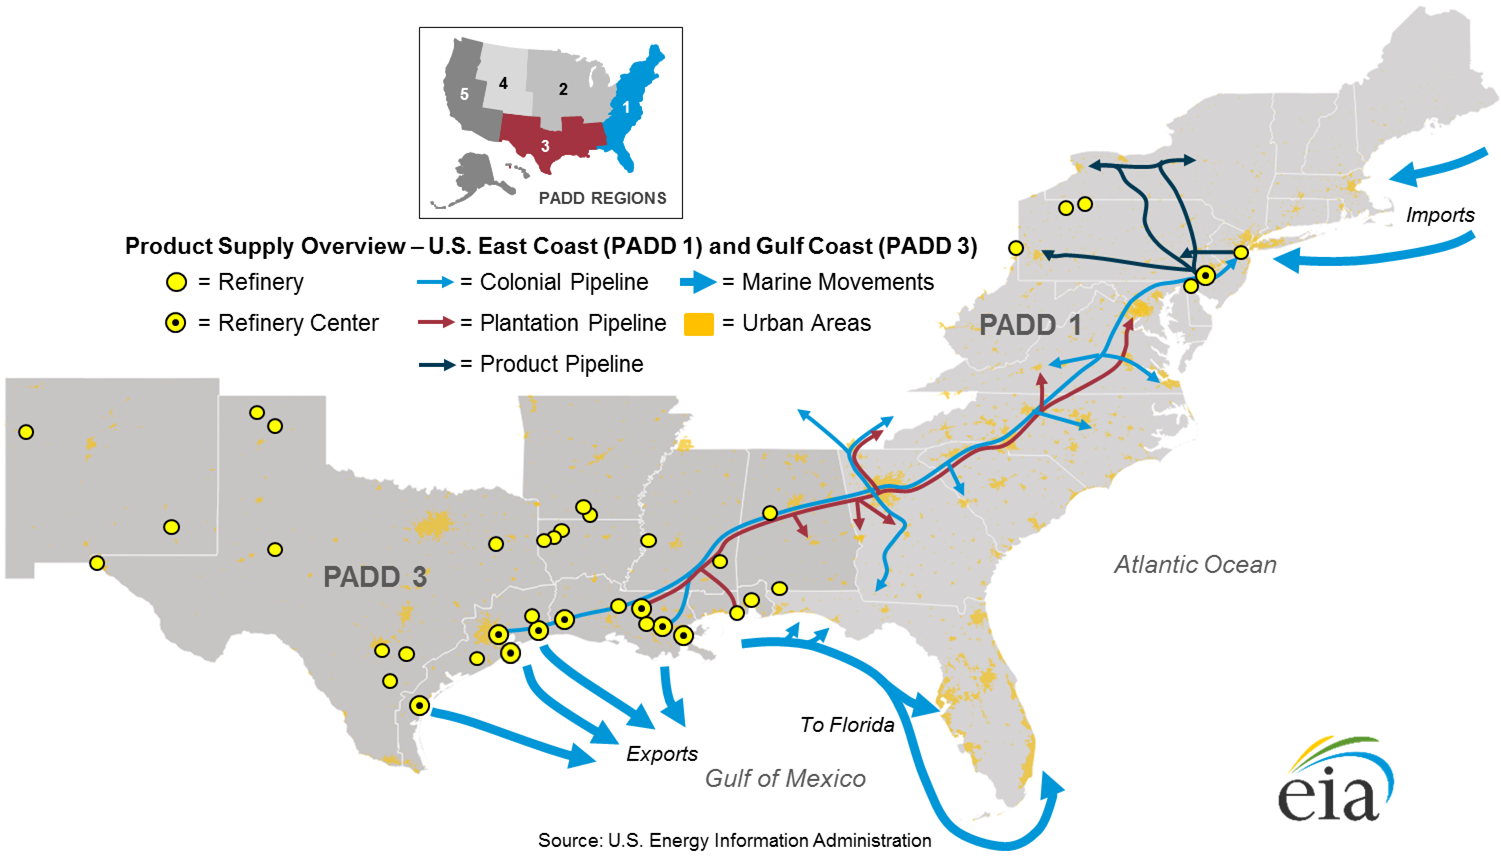 5
4
2
1
3
PADD REGIONS
Product Supply Overview – U.S. East Coast (PADD 1) and Gulf Coast (PADD 3)
= Refinery
= Colonial Pipeline
= Marine Movements
= Refinery Center
= Plantation Pipeline
= Urban Areas
= Product Pipeline
Imports
PADD 1
PADD 3
Atlantic Ocean
To Florida
Exports
Gulf of Mexico
eia
Source: U.S. Energy Information Administration